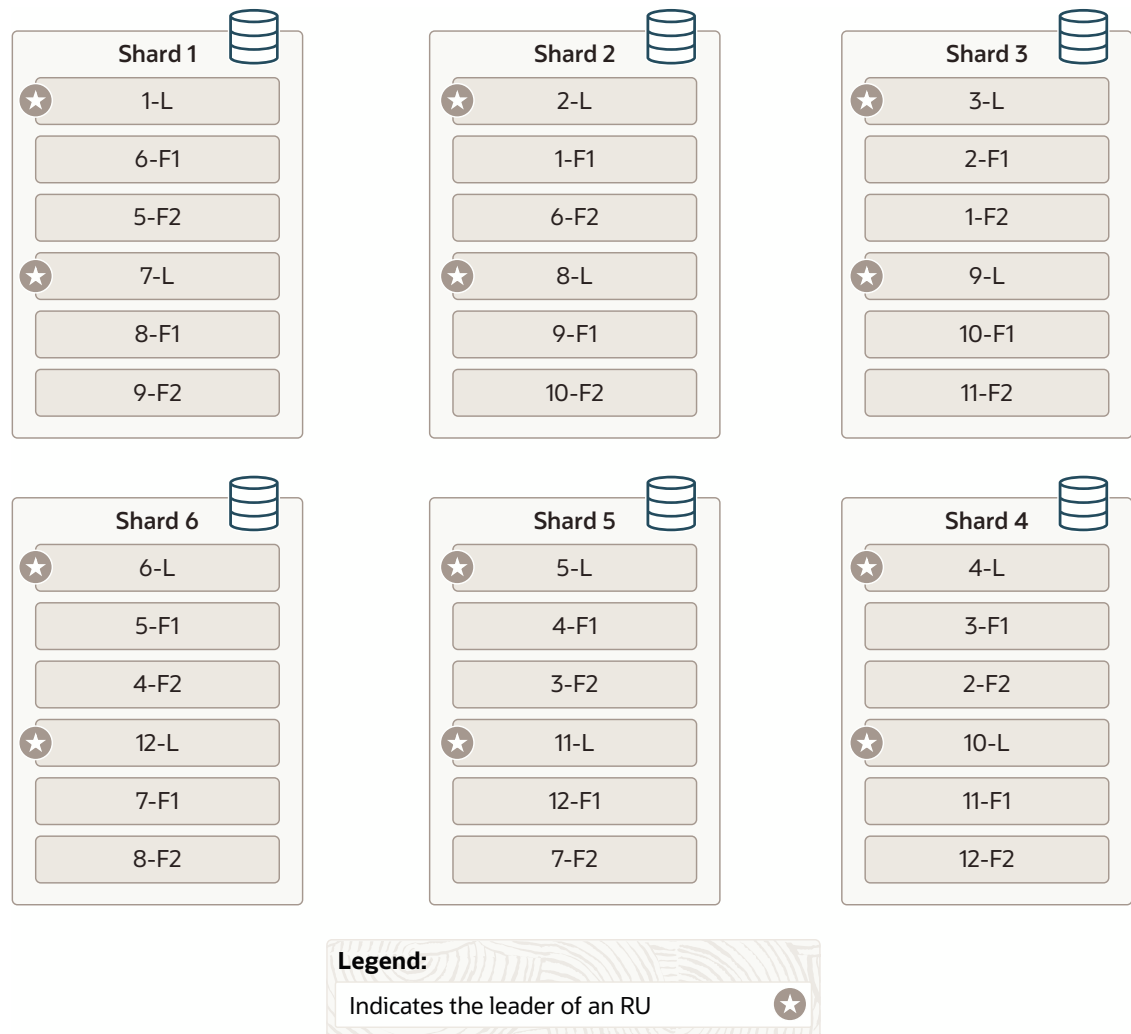 Shard 1
1-L
6-F1
5-F2
7-L
8-F1
9-F2
Shard 2
2-L
1-F1
6-F2
8-L
9-F1
10-F2
Shard 3
3-L
2-F1
1-F2
9-L
10-F1
11-F2
Shard 6
6-L
5-F1
4-F2
12-L
7-F1
8-F2
Shard 5
5-L
4-F1
3-F2
11-L
12-F1
7-F2
Shard 4
4-L
3-F1
2-F2
10-L
11-F1
12-F2
Legend:
Indicates the leader of an RU